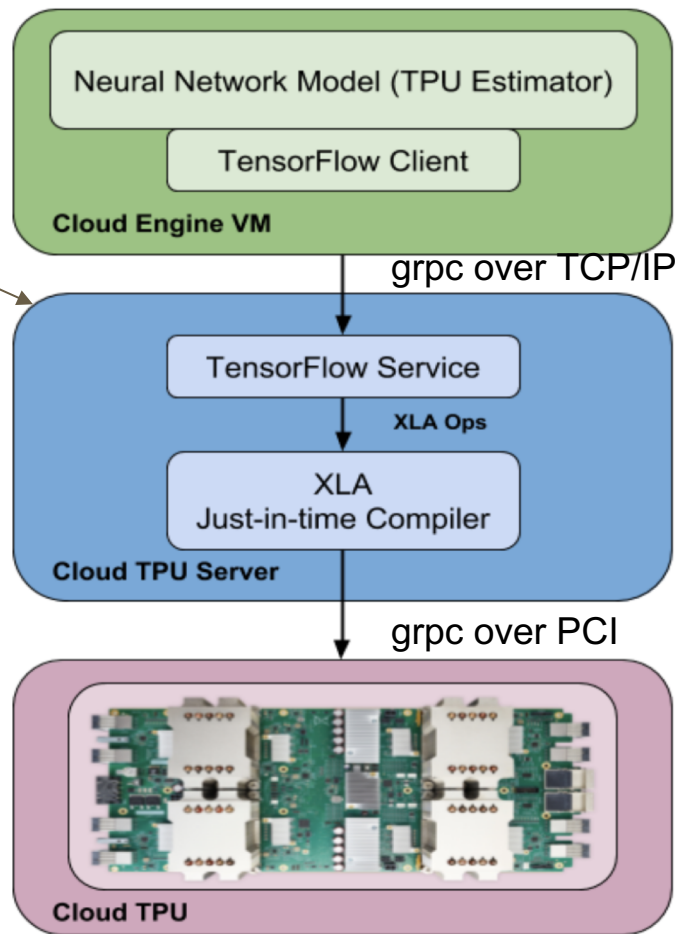 Neural Network Model (TPU Estimator)
TensorFlow Client
Cloud Engine VM
grpc over TCP/IP
TensorFlow Service
XLA Ops
XLA
Just-in-time Compiler
Cloud TPU Server
grpc over PCI
Cloud TPU